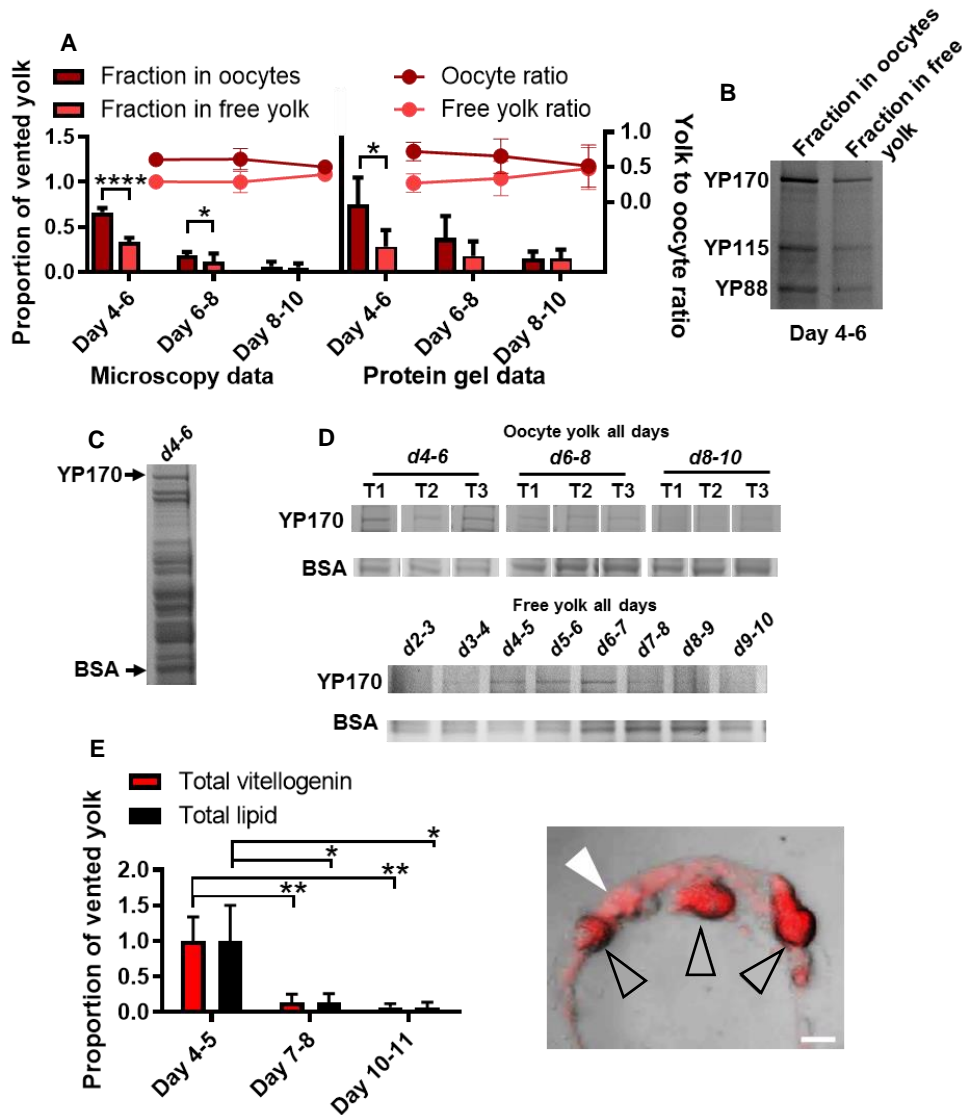 A
Fraction in oocytes
Fraction in free yolk
Oocyte ratio
Free yolk ratio
Proportion of vented yolk
1.5
1.0
0.5
0.0
****
*
*
1.0
0.5
0.0
Yolk to oocyte ratio
Day 4-6
Day 6-8
Day 8-10
Day 4-6
Day 6-8
Day 8-10
Microscopy data
Protein gel data
B
Fraction in oocytes
Fraction in free
yolk
YP170
YP115
YP88
Day 4-6
C
d4-6
YP170
BSA
D
Oocyte yolk all days
d4-6 d6-8 d8-10
T1 T2 T3 T1 T2 T3 T1 T2 T3
YP170
BSA
Free yolk all days
d2-3 d3-4 d4-5 d5-6 d6-7 d7-8 d8-9 d9-10
YP170
BSA
E
Total vitellogenin
Total lipid
Proportion of vented yolk
2.0
1.5
1.0
0.5
0.0
*
*
**
**
Day 4-5
Day 7-8
Day 10-11